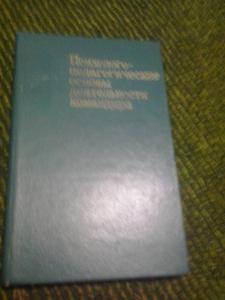 Психолого-
педагогические
основы
деятельности
командира